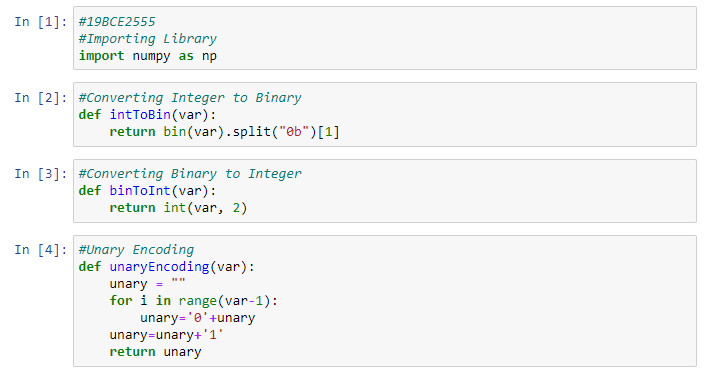 In [1]: #19BCE2555
#Importing Library
import numpy as np
In [2]: #Converting Integer to Binary
def intToBin(var):
    return bin(var).split("0b")[1]
In [3]: #Converting Binary to Integer
def binToInt(var):
    return int(var, 2)
In [4]: #Unary Encoding
def unaryEncoding(var):
    unary = ""
    for i in range(var-1):
        unary='0'+unary
    unary=unary+'1'
    return unary